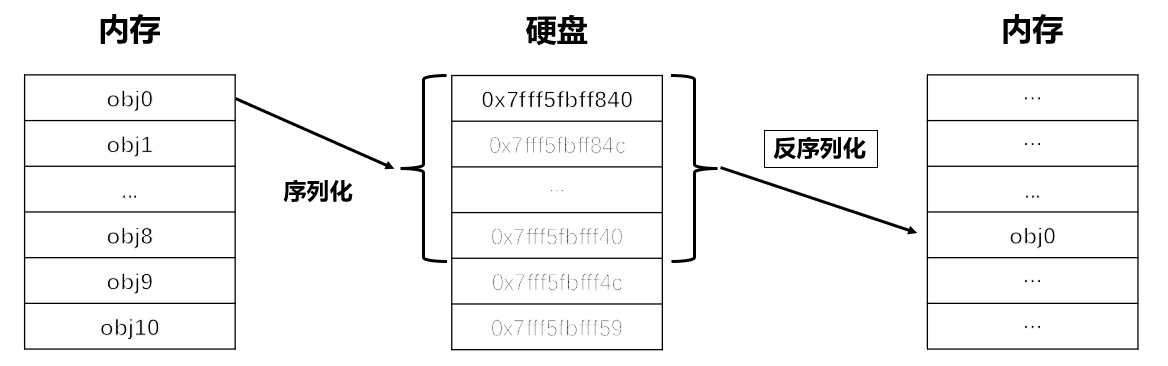 内存
硬盘
内存
obj0
obj1
...
obj8
obj9
obj10
序列化
0x7fff5fbff840
0x7fff5fbff84c
...
0x7fff5fbfff40
0x7fff5fbfff4c
0x7fff5fbfff59
反序列化
...
...
...
obj0
...
...